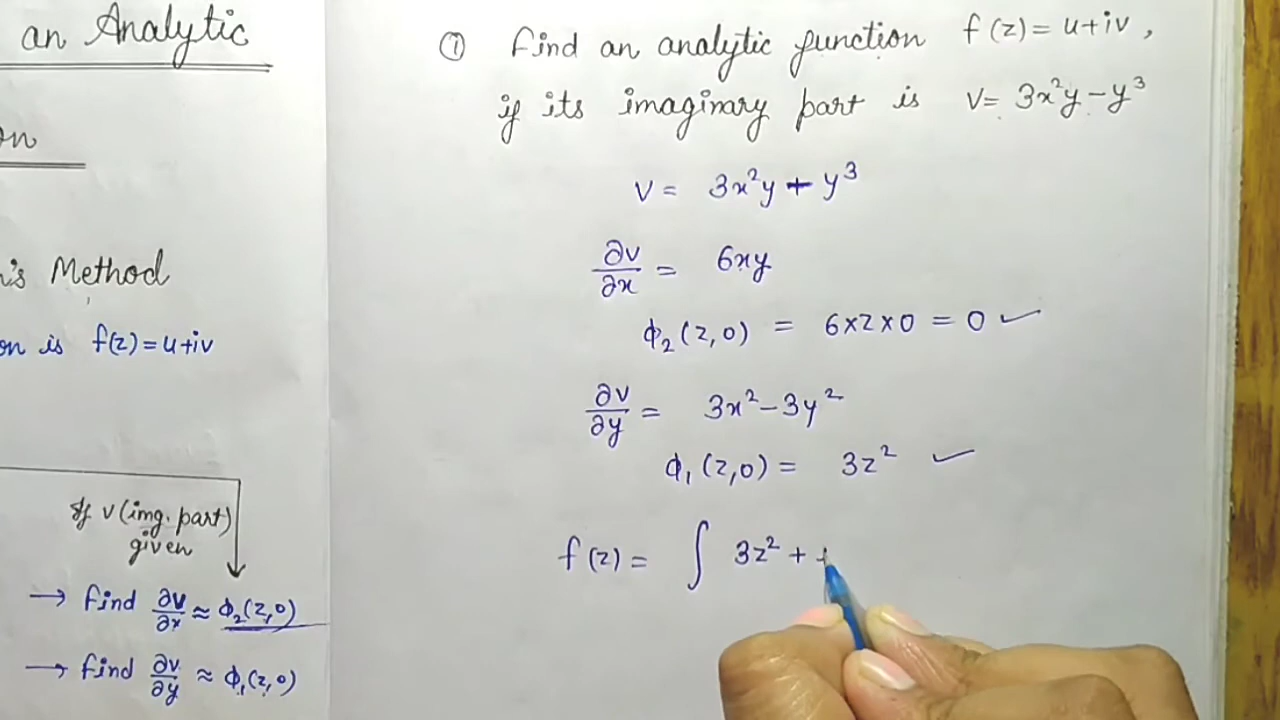 an Analytic
on
n's Method
on is f(z) = u+iv
If v (img. part)
given
→ find ∂v/∂x ≈ ϕ₂(z,0)
→ find ∂v/∂y ≈ ϕ₁(z,0)
① Find an analytic function f(z) = u+iv,
if its imaginary part is v = 3x²y − y³
v = 3x²y − y³
∂v/∂x = 6xy
ϕ₂(z,0) = 6×z×0 = 0 ✓
∂v/∂y = 3x² − 3y²
ϕ₁(z,0) = 3z² ✓
f(z) = ∫ 3z² +